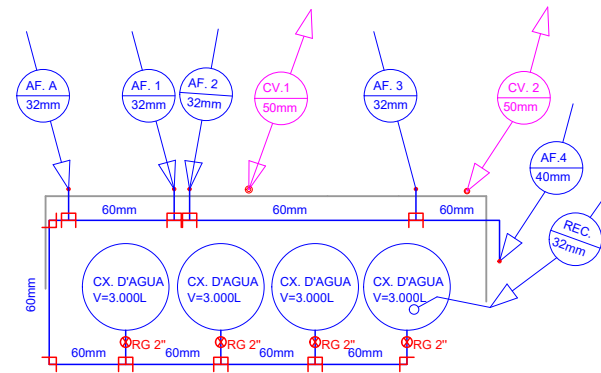 AF. A
32mm
AF. 1
32mm
AF. 2
32mm
CV.1
50mm
AF. 3
32mm
CV. 2
50mm
AF.4
40mm
REC.
32mm
60mm
60mm
60mm
60mm
CX. D'AGUA
V=3.000L
CX. D'AGUA
V=3.000L
CX. D'AGUA
V=3.000L
CX. D'AGUA
V=3.000L
RG 2"
RG 2"
RG 2"
RG 2"
60mm
60mm
60mm
60mm